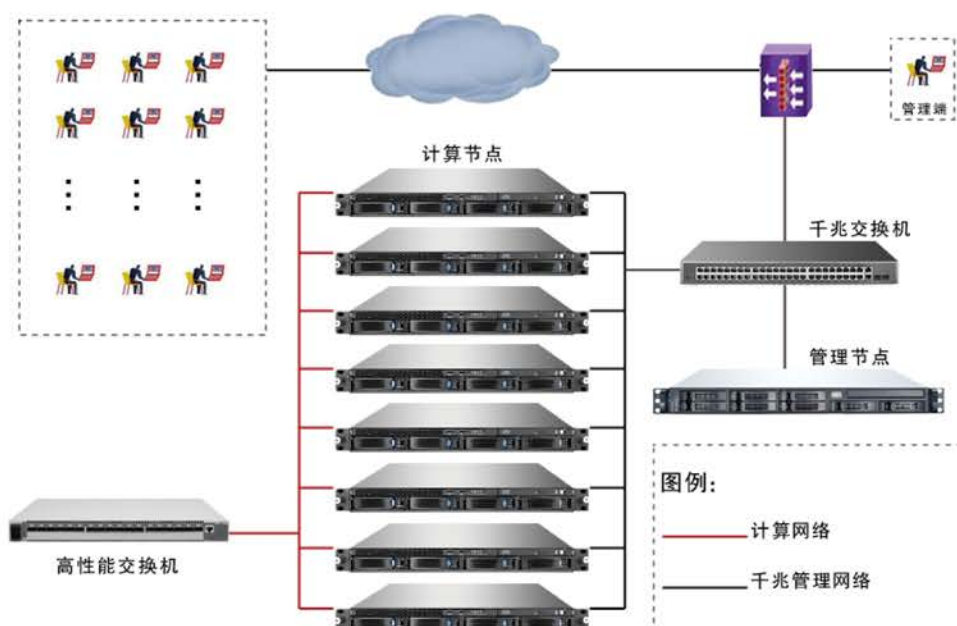 管理端
计算节点
千兆交换机
管理节点
图例：
计算网络
高性能交换机
千兆管理网络